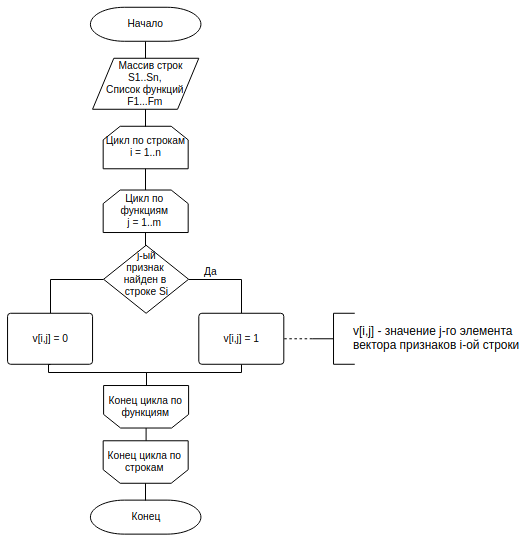 Начало
Массив строк
S1..Sn,
Список функций
F1...Fm
Цикл по строкам
i = 1..n
Цикл по
функциям
j = 1..m
j-ый
признак
найден в
строке Si
Да
v[i,j] = 0
v[i,j] = 1
v[i,j] - значение j-го элемента
вектора признаков i-ой строки
Конец цикла по
функциям
Конец цикла по
строкам
Конец